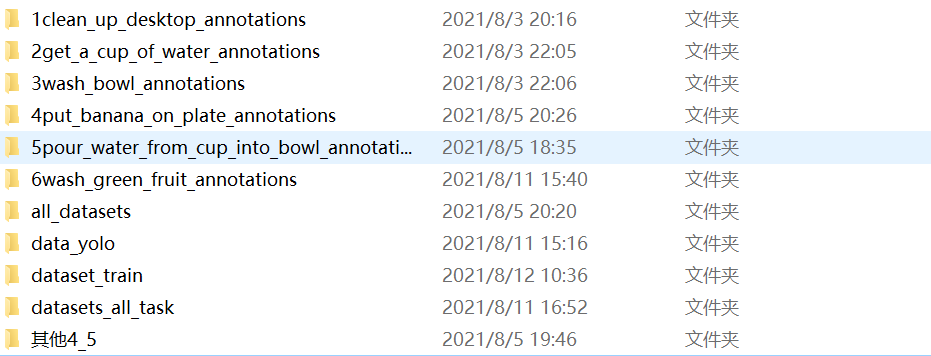 1clean_up_desktop_annotations 2021/8/3 20:16 文件夹
2get_a_cup_of_water_annotations 2021/8/3 22:05 文件夹
3wash_bowl_annotations 2021/8/3 22:06 文件夹
4put_banana_on_plate_annotations 2021/8/5 20:26 文件夹
5pour_water_from_cup_into_bowl_annotati... 2021/8/5 18:35 文件夹
6wash_green_fruit_annotations 2021/8/11 15:40 文件夹
all_datasets 2021/8/5 20:20 文件夹
data_yolo 2021/8/11 15:16 文件夹
dataset_train 2021/8/12 10:36 文件夹
datasets_all_task 2021/8/11 16:52 文件夹
其他4_5 2021/8/5 19:46 文件夹